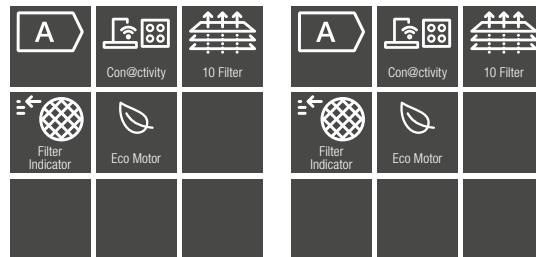 A
Con@ctivity
10 Filter
Filter
Indicator
Eco Motor
A
Con@ctivity
10 Filter
Filter
Indicator
Eco Motor